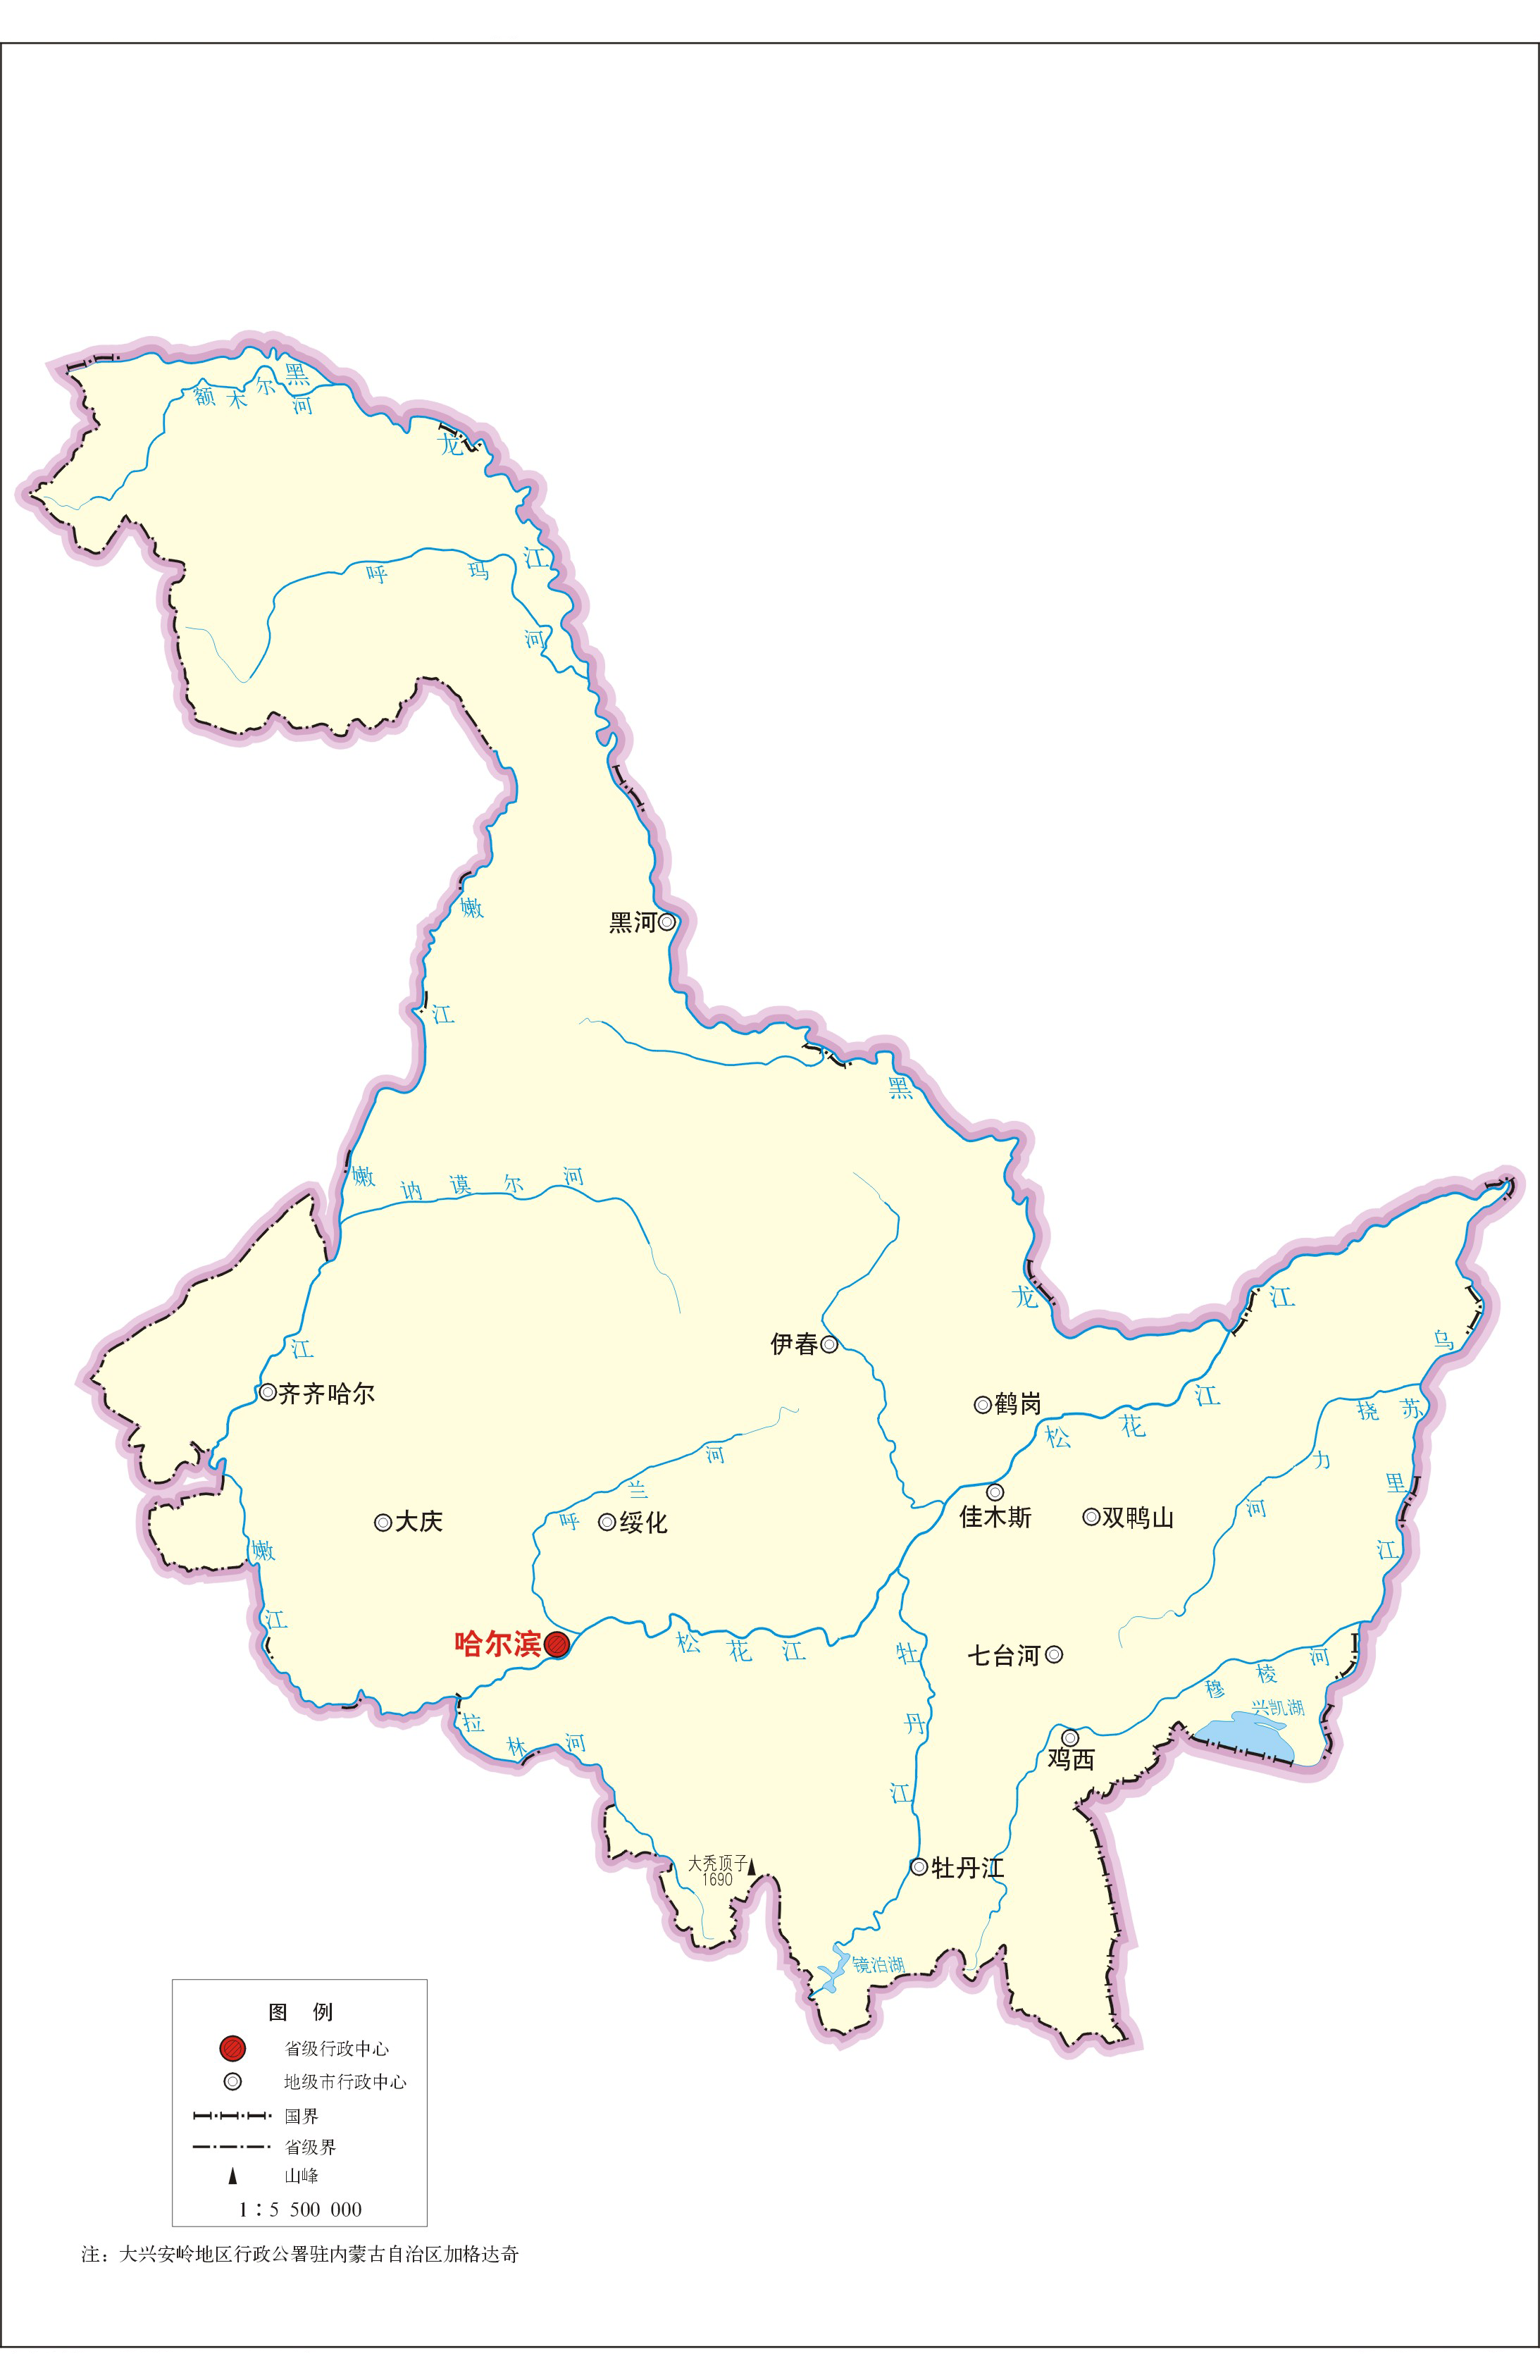 额木尔河
黑龙江
呼玛河
嫩江
黑河
黑龙江
嫩
讷谟尔河
江
齐齐哈尔
伊春
鹤岗
松花江
乌苏里江
挠力河
大庆
呼兰河
绥化
佳木斯
双鸭山
嫩江
哈尔滨
松花江
牡丹江
七台河
穆棱河
兴凯湖
鸡西
拉林河
大秃顶子
1690
牡丹江
镜泊湖
图 例
省级行政中心
地级市行政中心
国界
省级界
山峰
1:5 500 000
注:大兴安岭地区行政公署驻内蒙古自治区加格达奇